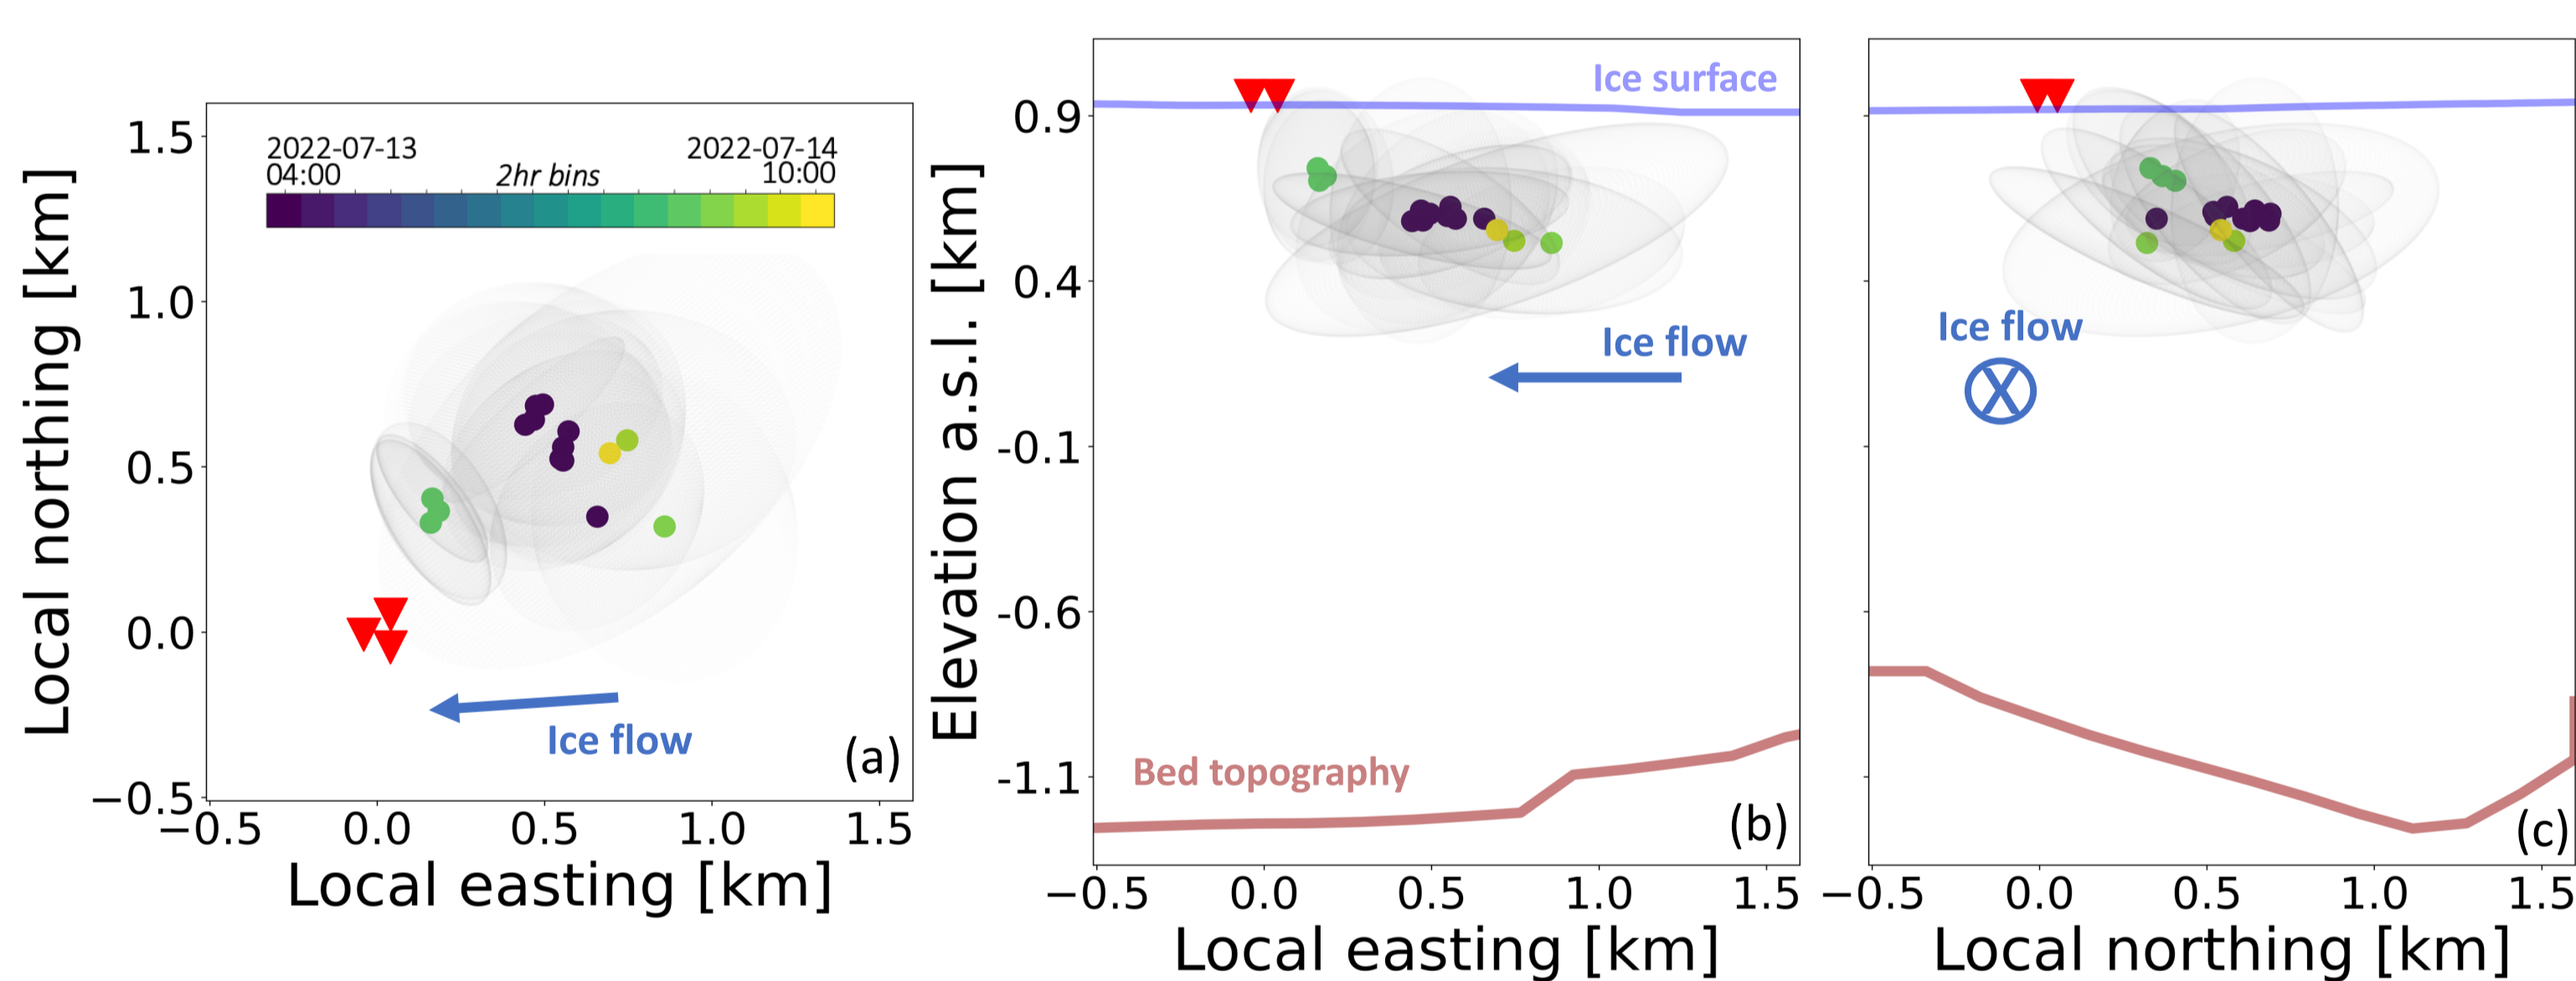 2022-07-13 2022-07-14
04:00 2hr bins 10:00
Local northing [km]
1.5
1.0
0.5
0.0
−0.5
−0.5 0.0 0.5 1.0 1.5
Local easting [km]
Ice flow
(a)
Elevation a.s.l. [km]
0.9
0.4
-0.1
-0.6
-1.1
Ice surface
Ice flow
Bed topography
(b)
−0.5 0.0 0.5 1.0 1.5
Local easting [km]
Ice flow
X
(c)
−0.5 0.0 0.5 1.0 1.5
Local northing [km]